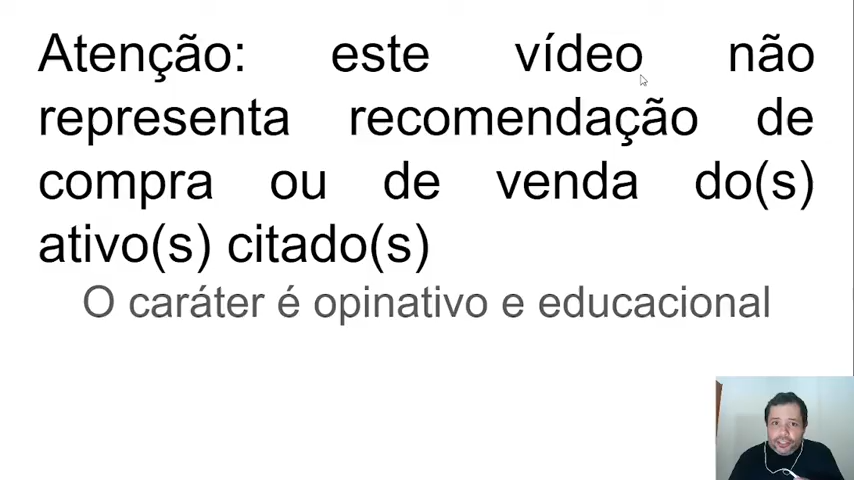 Atenção: este vídeo não
representa recomendação de
compra ou de venda do(s)
ativo(s) citado(s)
O caráter é opinativo e educacional